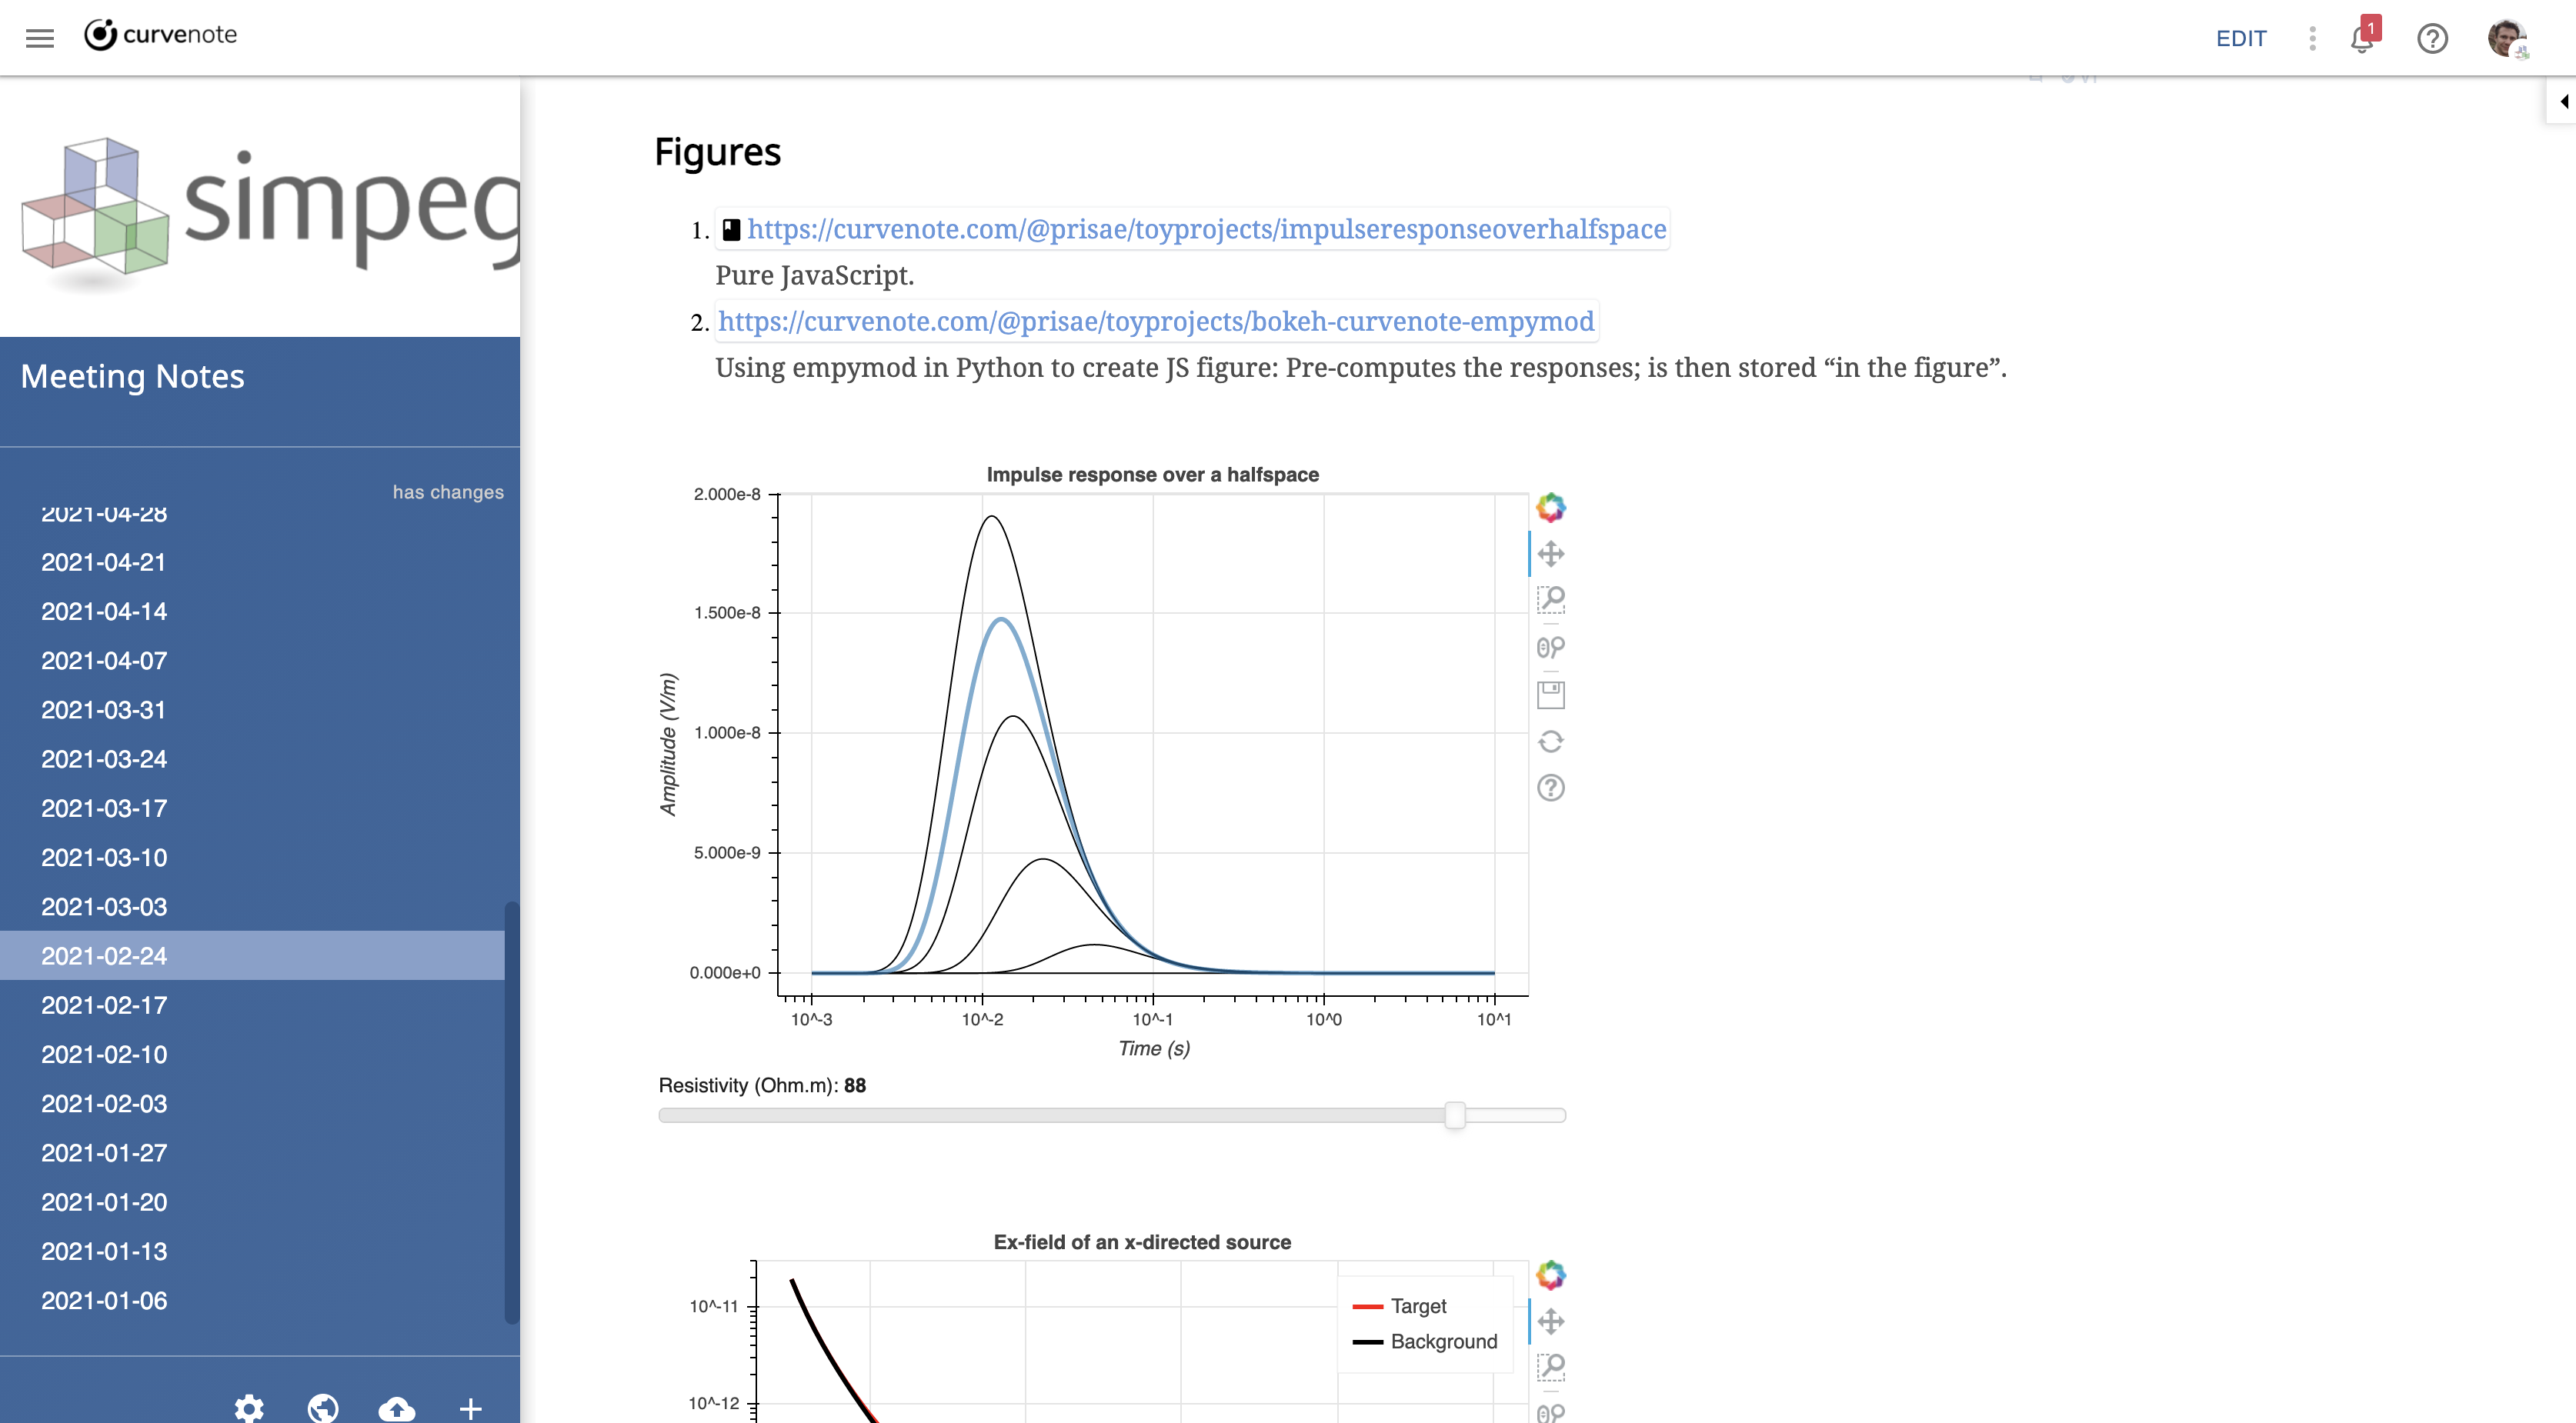 curvenote
EDIT
1
simpeg
Meeting Notes
has changes
2021-04-28
2021-04-21
2021-04-14
2021-04-07
2021-03-31
2021-03-24
2021-03-17
2021-03-10
2021-03-03
2021-02-24
2021-02-17
2021-02-10
2021-02-03
2021-01-27
2021-01-20
2021-01-13
2021-01-06
Figures
1. https://curvenote.com/@prisae/toyprojects/impulseresponseoverhalfspace
Pure JavaScript.
2. https://curvenote.com/@prisae/toyprojects/bokeh-curvenote-empymod
Using empymod in Python to create JS figure: Pre-computes the responses; is then stored “in the figure”.
Impulse response over a halfspace
2.000e-8
1.500e-8
1.000e-8
5.000e-9
0.000e+0
Amplitude (V/m)
10^-3 10^-2 10^-1 10^0 10^1
Time (s)
Resistivity (Ohm.m): 88
Ex-field of an x-directed source
10^-11
10^-12
Target
Background